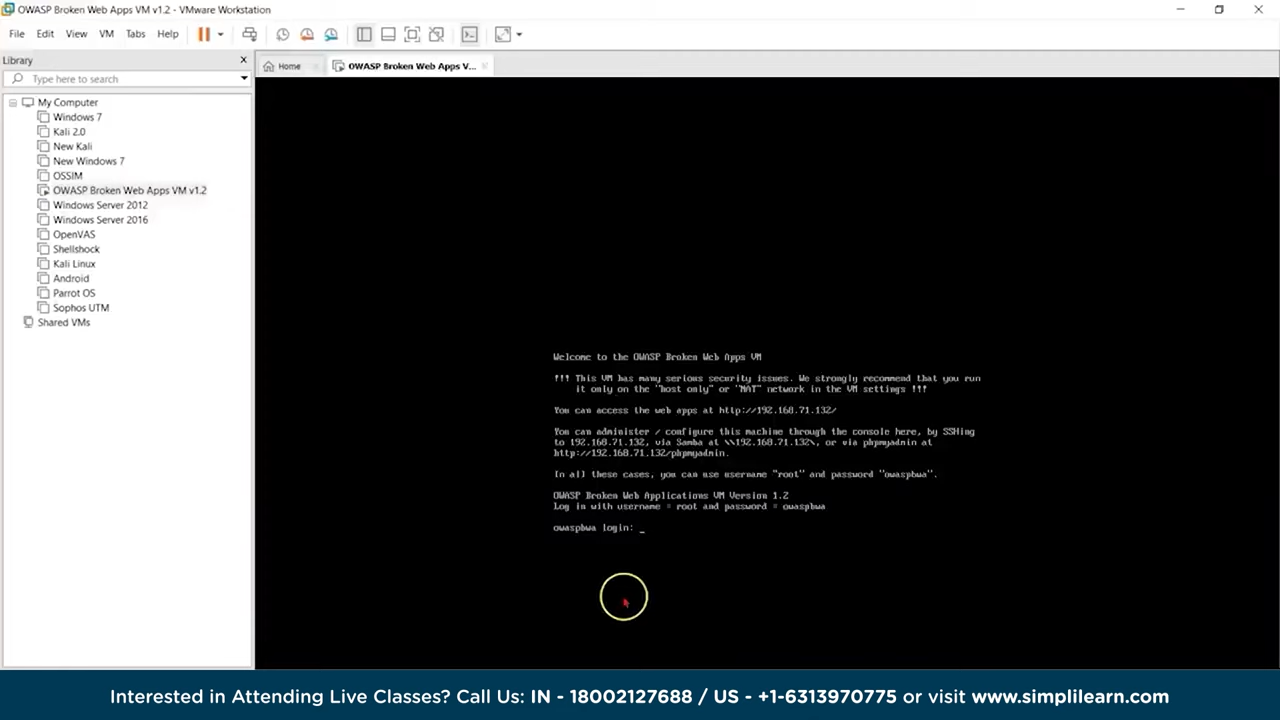 OWASP Broken Web Apps VM v1.2 - VMware Workstation
File Edit View VM Tabs Help
Library
Type here to search
My Computer
Windows 7
Kali 2.0
New Kali
New Windows 7
OSSIM
OWASP Broken Web Apps VM v1.2
Windows Server 2012
Windows Server 2016
OpenVAS
Shellshock
Kali Linux
Android
Parrot OS
Sophos UTM
Shared VMs
Home
OWASP Broken Web Apps V...
Welcome to the OWASP Broken Web Apps VM
!!! This VM has many serious security issues. We strongly recommend that you run
it only on the "host only" or "NAT" network in the VM settings !!!
You can access the web apps at http://192.168.71.132/
You can administer / configure this machine through the console here, by SSHing
to 192.168.71.132, via Samba at \\192.168.71.132\, or via phpmyadmin at
http://192.168.71.132/phpmyadmin.
In all these cases, you can use username "root" and password "owaspbwa".
OWASP Broken Web Applications VM Version 1.2
Log in with username = root and password = owaspbwa
owaspbwa login: _
Interested in Attending Live Classes? Call Us: IN - 18002127688 / US - +1-6313970775 or visit www.simplilearn.com